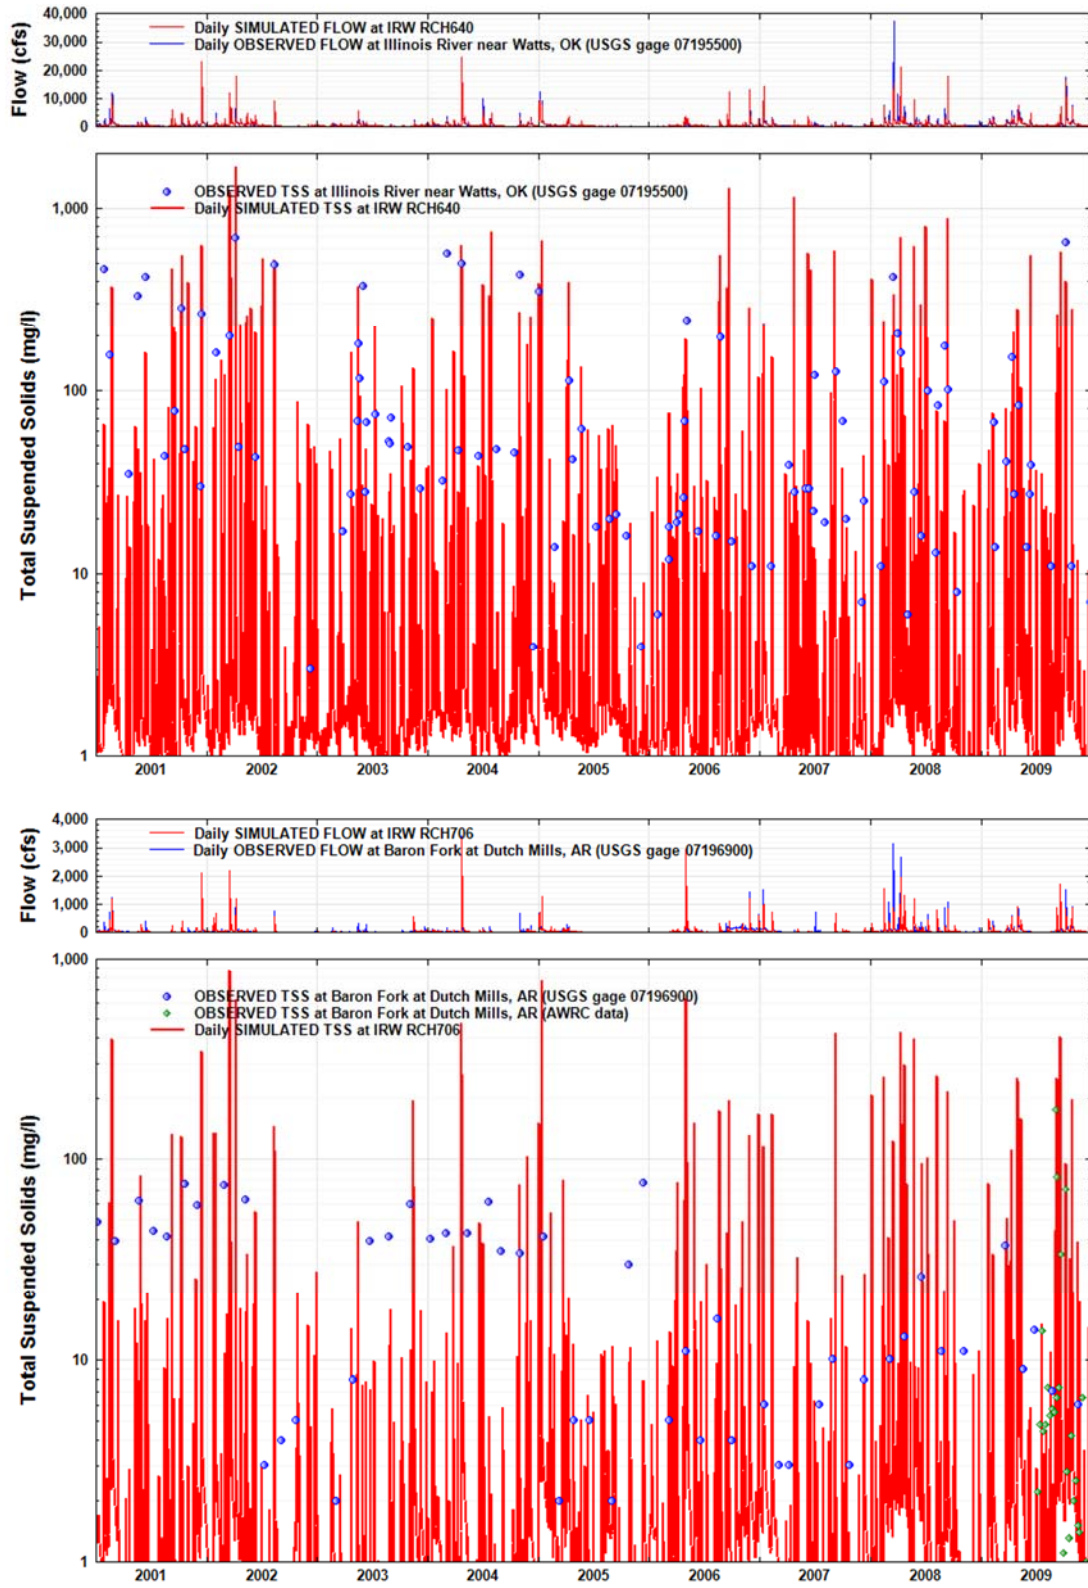 40,000
30,000
20,000
10,000
0
Flow (cfs)
Daily SIMULATED FLOW at IRW RCH640
Daily OBSERVED FLOW at Illinois River near Watts, OK (USGS gage 07195500)
1,000
100
10
1
Total Suspended Solids (mg/l)
OBSERVED TSS at Illinois River near Watts, OK (USGS gage 07195500)
Daily SIMULATED TSS at IRW RCH640
2001 2002 2003 2004 2005 2006 2007 2008 2009
4,000
3,000
2,000
1,000
0
Flow (cfs)
Daily SIMULATED FLOW at IRW RCH706
Daily OBSERVED FLOW at Baron Fork at Dutch Mills, AR (USGS gage 07196900)
1,000
100
10
1
Total Suspended Solids (mg/l)
OBSERVED TSS at Baron Fork at Dutch Mills, AR (USGS gage 07196900)
OBSERVED TSS at Baron Fork at Dutch Mills, AR (AWRC data)
Daily SIMULATED TSS at IRW RCH706
2001 2002 2003 2004 2005 2006 2007 2008 2009